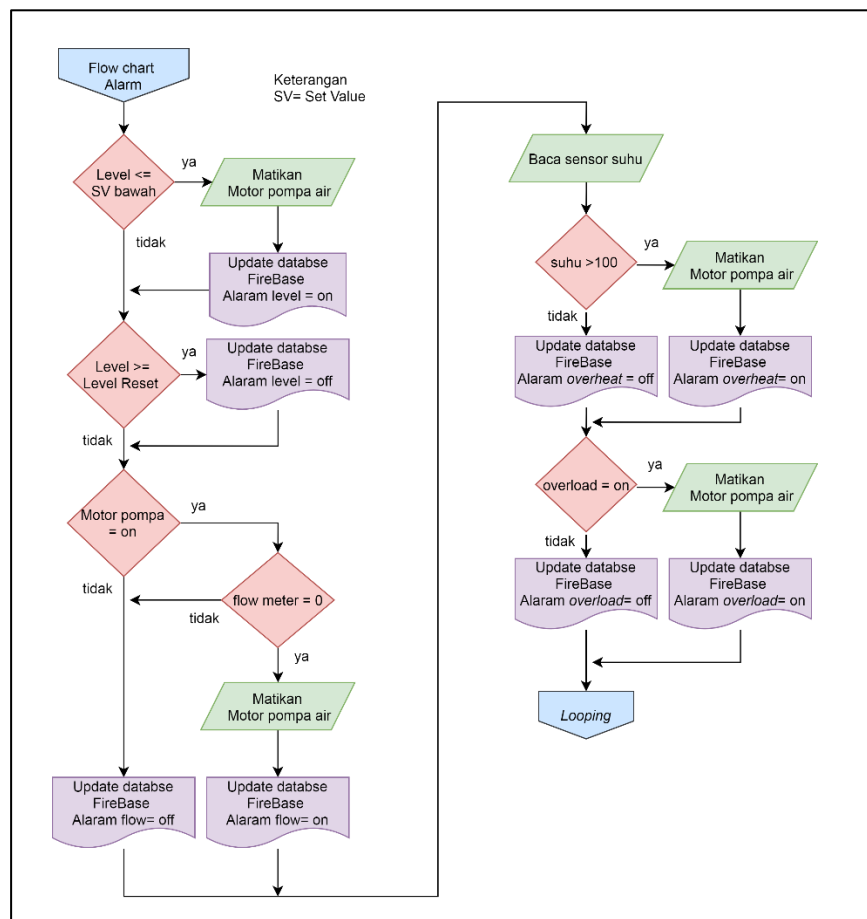 Flow chart
Alarm
Keterangan
SV= Set Value
Level <=
SV bawah
ya
Matikan
Motor pompa air
tidak
Update databse
FireBase
Alaram level = on
Level >=
Level Reset
ya
Update databse
FireBase
Alaram level = off
tidak
Motor pompa
= on
ya
tidak
flow meter = 0
tidak
ya
Matikan
Motor pompa air
Update databse
FireBase
Alaram flow= off
Update databse
FireBase
Alaram flow= on
Baca sensor suhu
suhu >100
ya
Matikan
Motor pompa air
tidak
Update databse
FireBase
Alaram overheat = off
Update databse
FireBase
Alaram overheat= on
overload = on
ya
Matikan
Motor pompa air
tidak
Update databse
FireBase
Alaram overload= off
Update databse
FireBase
Alaram overload= on
Looping